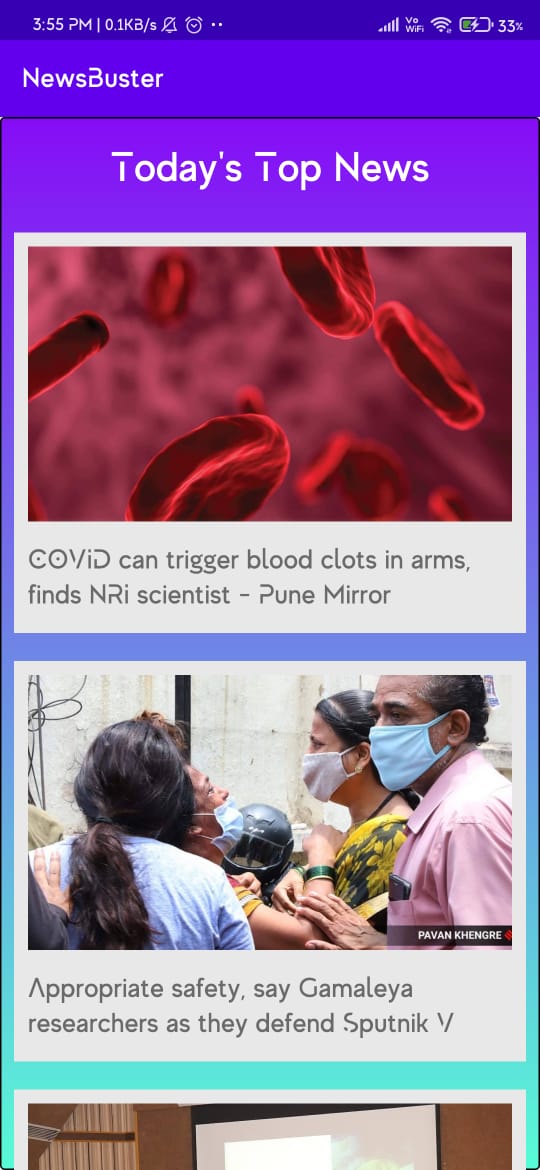 3:55 PM | 0.1KB/s
Vo
WiFi
33%
NewsBuster
Today's Top News
COViD can trigger blood clots in arms,
finds NRi scientist - Pune Mirror
PAVAN KHENGRE
Appropriate safety, say Gamaleya
researchers as they defend Sputnik V